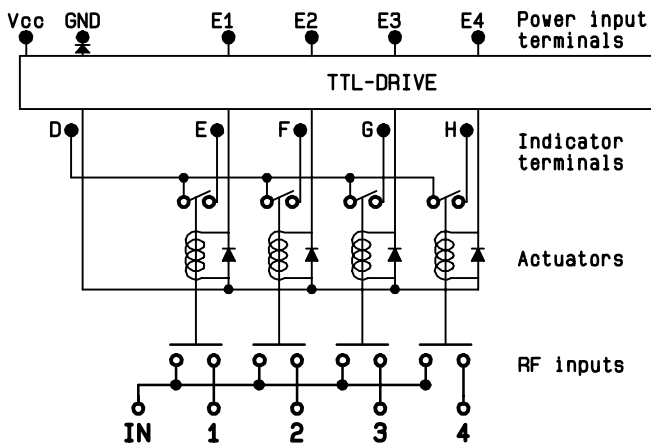 Vcc GND E1 E2 E3 E4 Power input
terminals
TTL-DRIVE
D E F G H Indicator
terminals
Actuators
RF inputs
IN 1 2 3 4